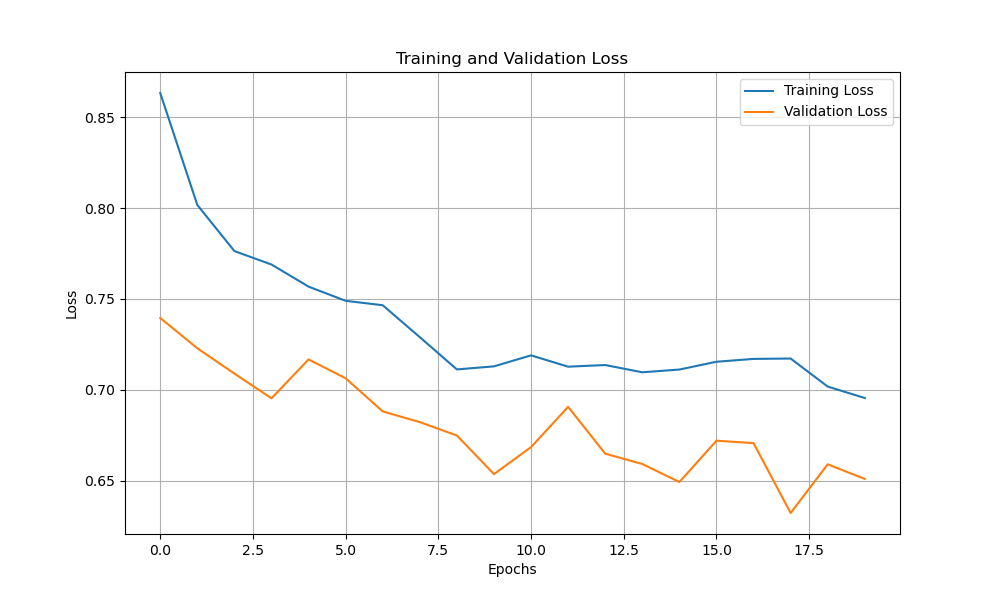 Training and Validation Loss
Training Loss
Validation Loss
0.85
0.80
0.75
0.70
0.65
Loss
0.0 2.5 5.0 7.5 10.0 12.5 15.0 17.5
Epochs